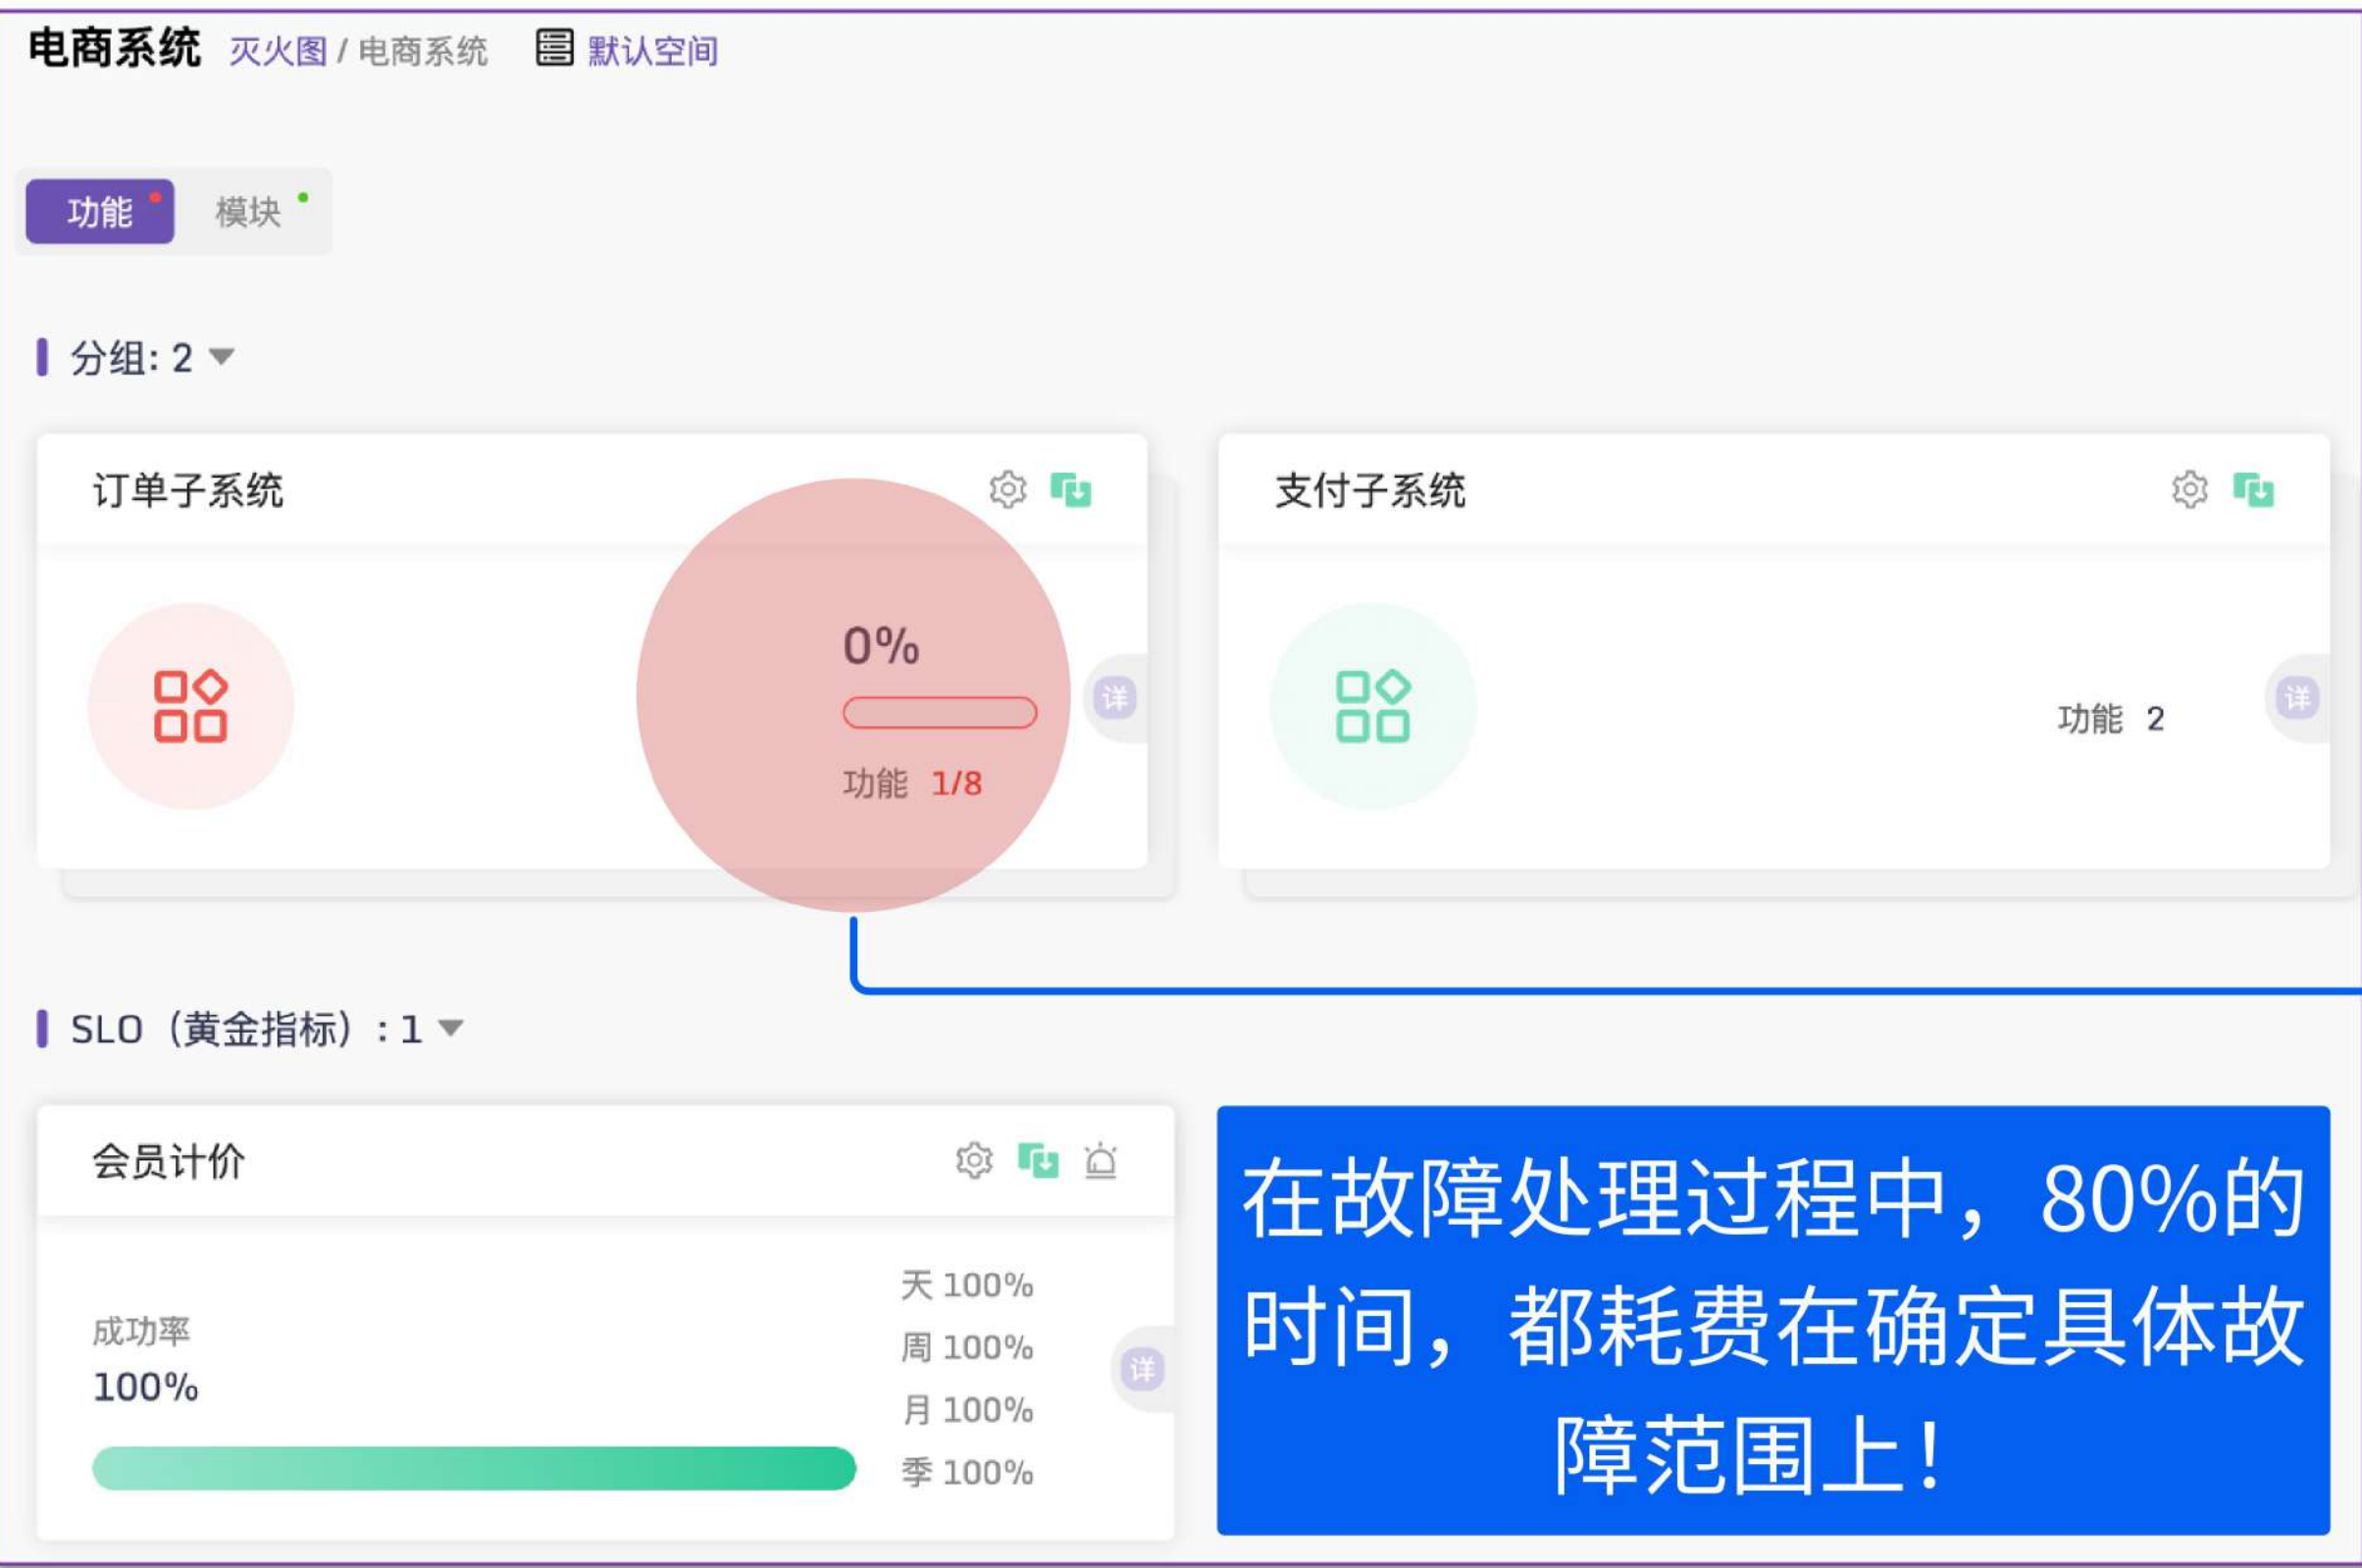 电商系统 灭火图 / 电商系统 默认空间
功能 模块
分组: 2
订单子系统
0%
功能 1/8
详
支付子系统
功能 2
详
SLO（黄金指标）: 1
会员计价
成功率
100%
天 100%
周 100%
月 100%
季 100%
详
在故障处理过程中，80%的
时间，都耗费在确定具体故
障范围上！